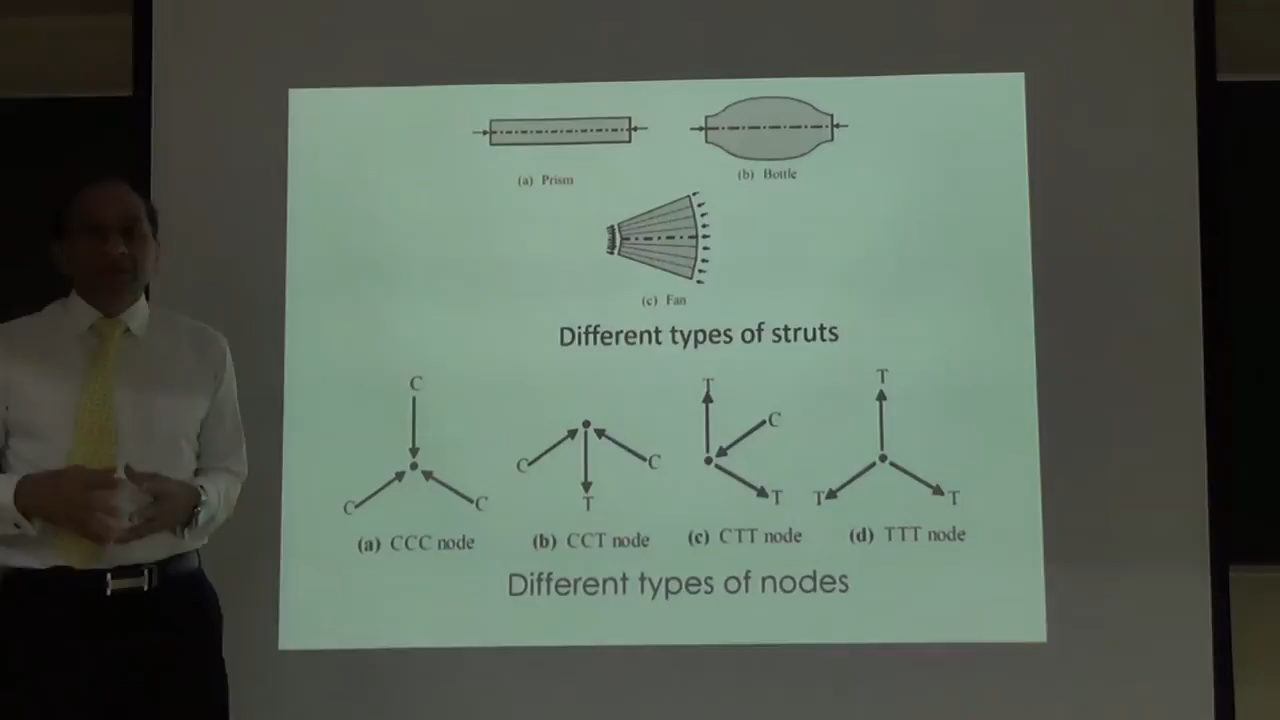 (a) Prism
(b) Bottle
(c) Fan
Different types of struts
C
C
C
(a) CCC node
C
C
T
(b) CCT node
T
C
T
(c) CTT node
T
T
T
(d) TTT node
Different types of nodes